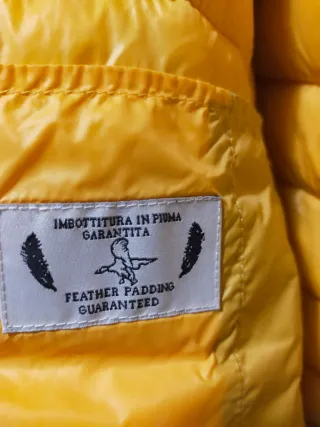 IMBOTTITURA IN PIUMA
GARANTITA
FEATHER PADDING
GUARANTEED